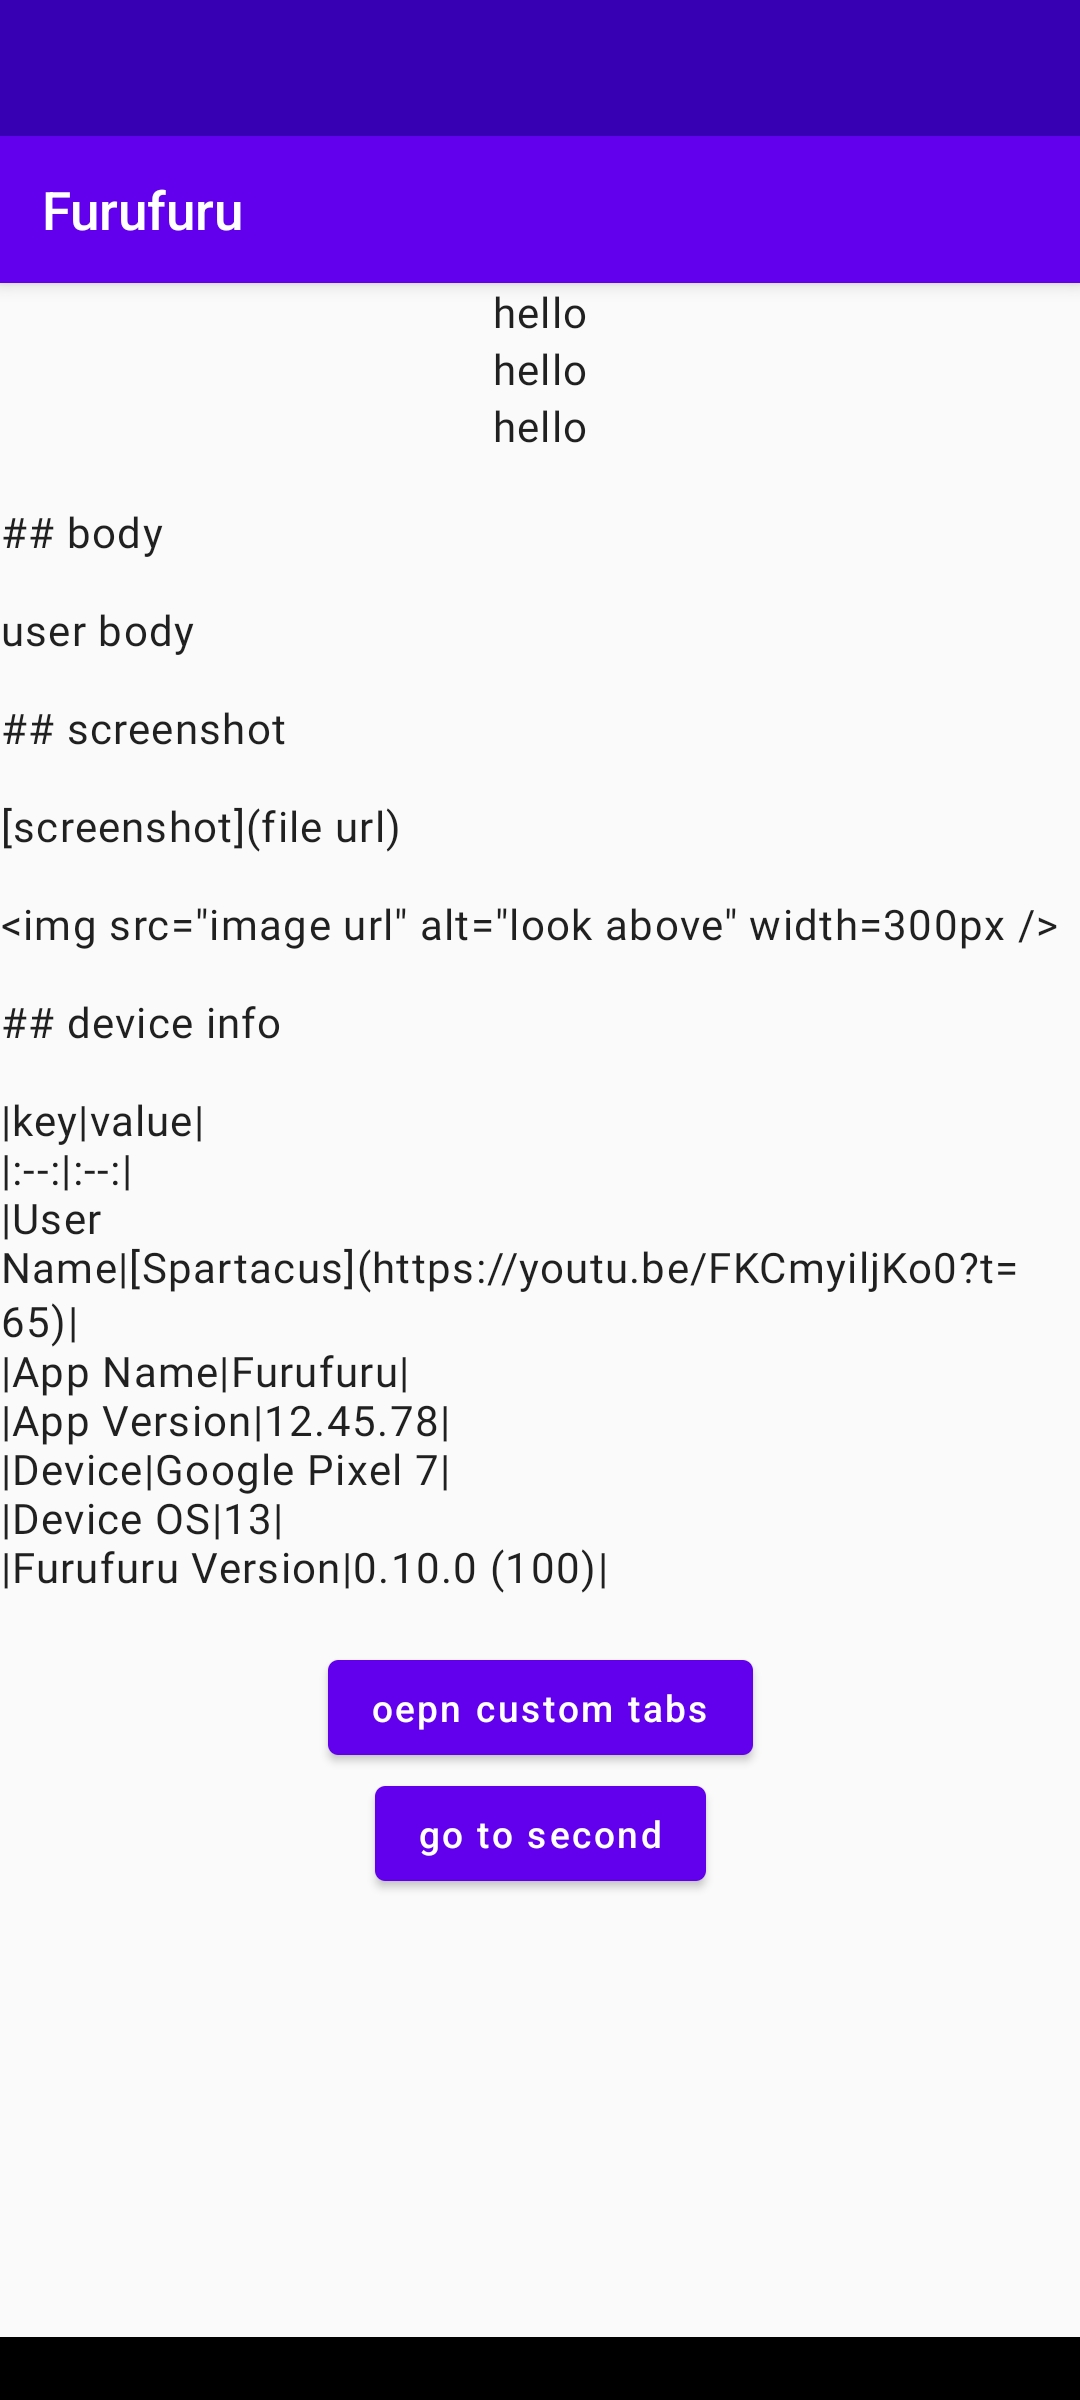 Furufuru
hello
hello
hello
## body
user body
## screenshot
[screenshot](file url)
<img src="image url" alt="look above" width=300px />
## device info
|key|value|
|:--:|:--:|
|User
Name|[Spartacus](https://youtu.be/FKCmyiljKo0?t=
65)|
|App Name|Furufuru|
|App Version|12.45.78|
|Device|Google Pixel 7|
|Device OS|13|
|Furufuru Version|0.10.0 (100)|
oepn custom tabs
go to second